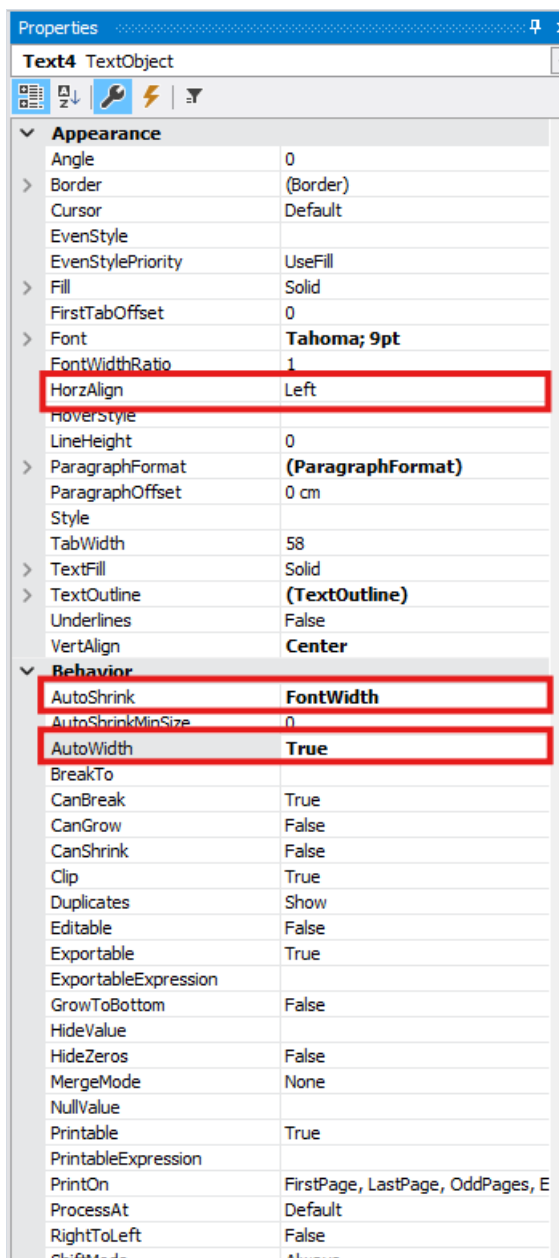 Properties
Text4 TextObject
Appearance
Angle 0
Border (Border)
Cursor Default
EvenStyle
EvenStylePriority UseFill
Fill Solid
FirstTabOffset 0
Font Tahoma; 9pt
FontWidthRatio 1
HorzAlign Left
HoverStyle
LineHeight 0
ParagraphFormat (ParagraphFormat)
ParagraphOffset 0 cm
Style
TabWidth 58
TextFill Solid
TextOutline (TextOutline)
Underlines False
VertAlign Center
Behavior
AutoShrink FontWidth
AutoShrinkMinSize 0
AutoWidth True
BreakTo
CanBreak True
CanGrow False
CanShrink False
Clip True
Duplicates Show
Editable False
Exportable True
ExportableExpression
GrowToBottom False
HideValue
HideZeros False
MergeMode None
NullValue
Printable True
PrintableExpression
PrintOn FirstPage, LastPage, OddPages, E
ProcessAt Default
RightToLeft False
ShiftMode Always